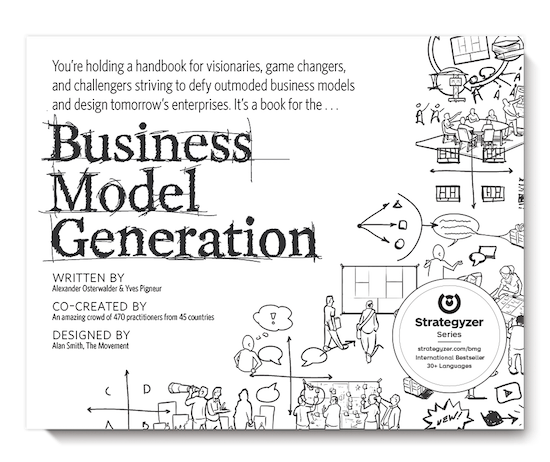 You're holding a handbook for visionaries, game changers,
and challengers striving to defy outmoded business models
and design tomorrow's enterprises. It's a book for the . . .
Business
Model
Generation
WRITTEN BY
Alexander Osterwalder & Yves Pigneur
CO-CREATED BY
An amazing crowd of 470 practitioners from 45 countries
DESIGNED BY
Alan Smith, The Movement
Strategyzer
Series
strategyzer.com/bmg
International Bestseller
30+ Languages
C D
B A
NEW!